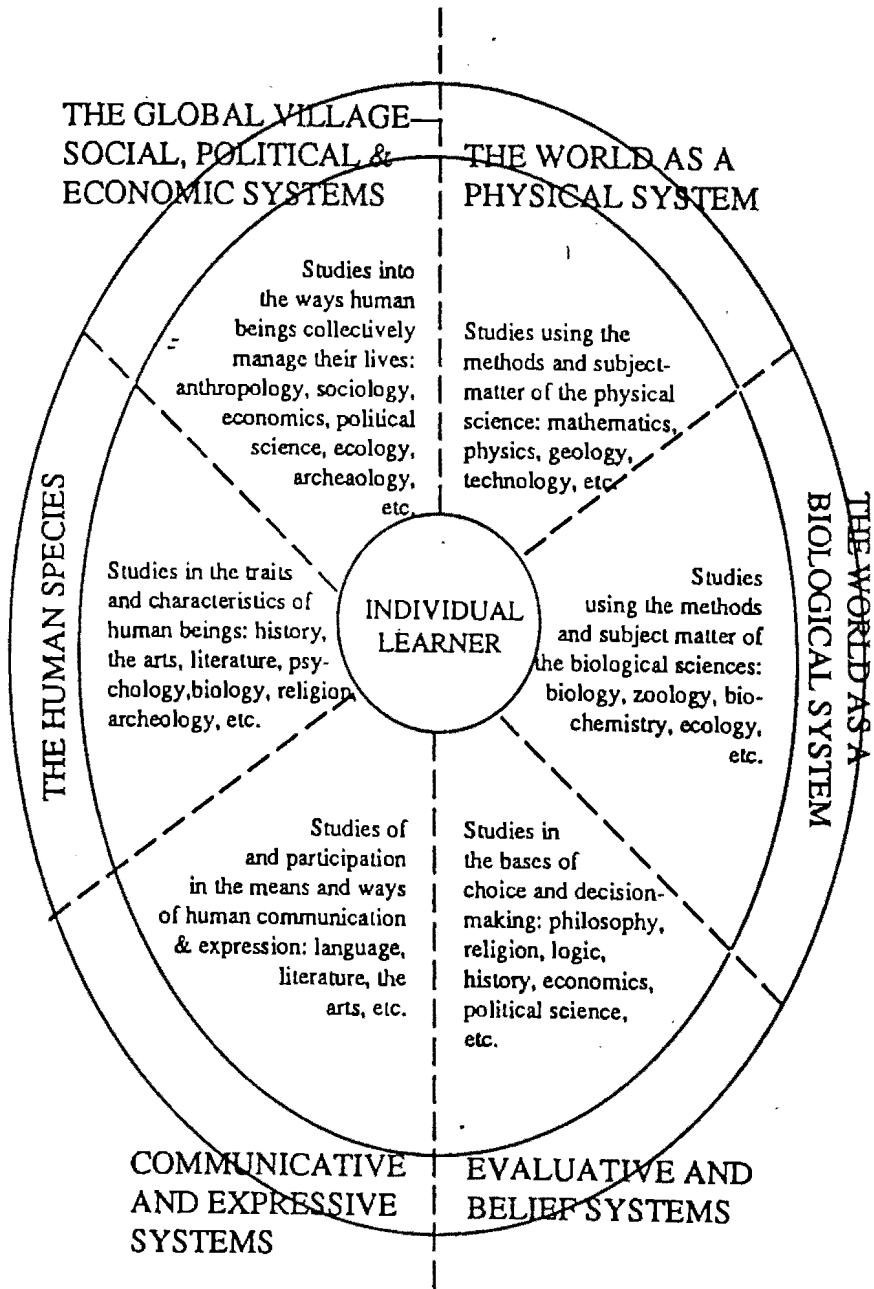 THE GLOBAL VILLAGE—
SOCIAL, POLITICAL &
ECONOMIC SYSTEMS
THE WORLD AS A
PHYSICAL SYSTEM
Studies into
the ways human
beings collectively
manage their lives:
anthropology, sociology,
economics, political
science, ecology,
archeaology,
etc.
Studies using the
methods and subject-
matter of the physical
science: mathematics,
physics, geology,
technology, etc.
THE HUMAN SPECIES
Studies in the traits
and characteristics of
human beings: history,
the arts, literature, psy-
chology,biology, religion,
archeology, etc.
INDIVIDUAL
LEARNER
Studies
using the methods
and subject matter of
the biological sciences:
biology, zoology, bio-
chemistry, ecology,
etc.
THE WORLD AS A
BIOLOGICAL SYSTEM
Studies of
and participation
in the means and ways
of human communication
& expression: language,
literature, the
arts, etc.
Studies in
the bases of
choice and decision-
making: philosophy,
religion, logic,
history, economics,
political science,
etc.
COMMUNICATIVE
AND EXPRESSIVE
SYSTEMS
EVALUATIVE AND
BELIEF SYSTEMS